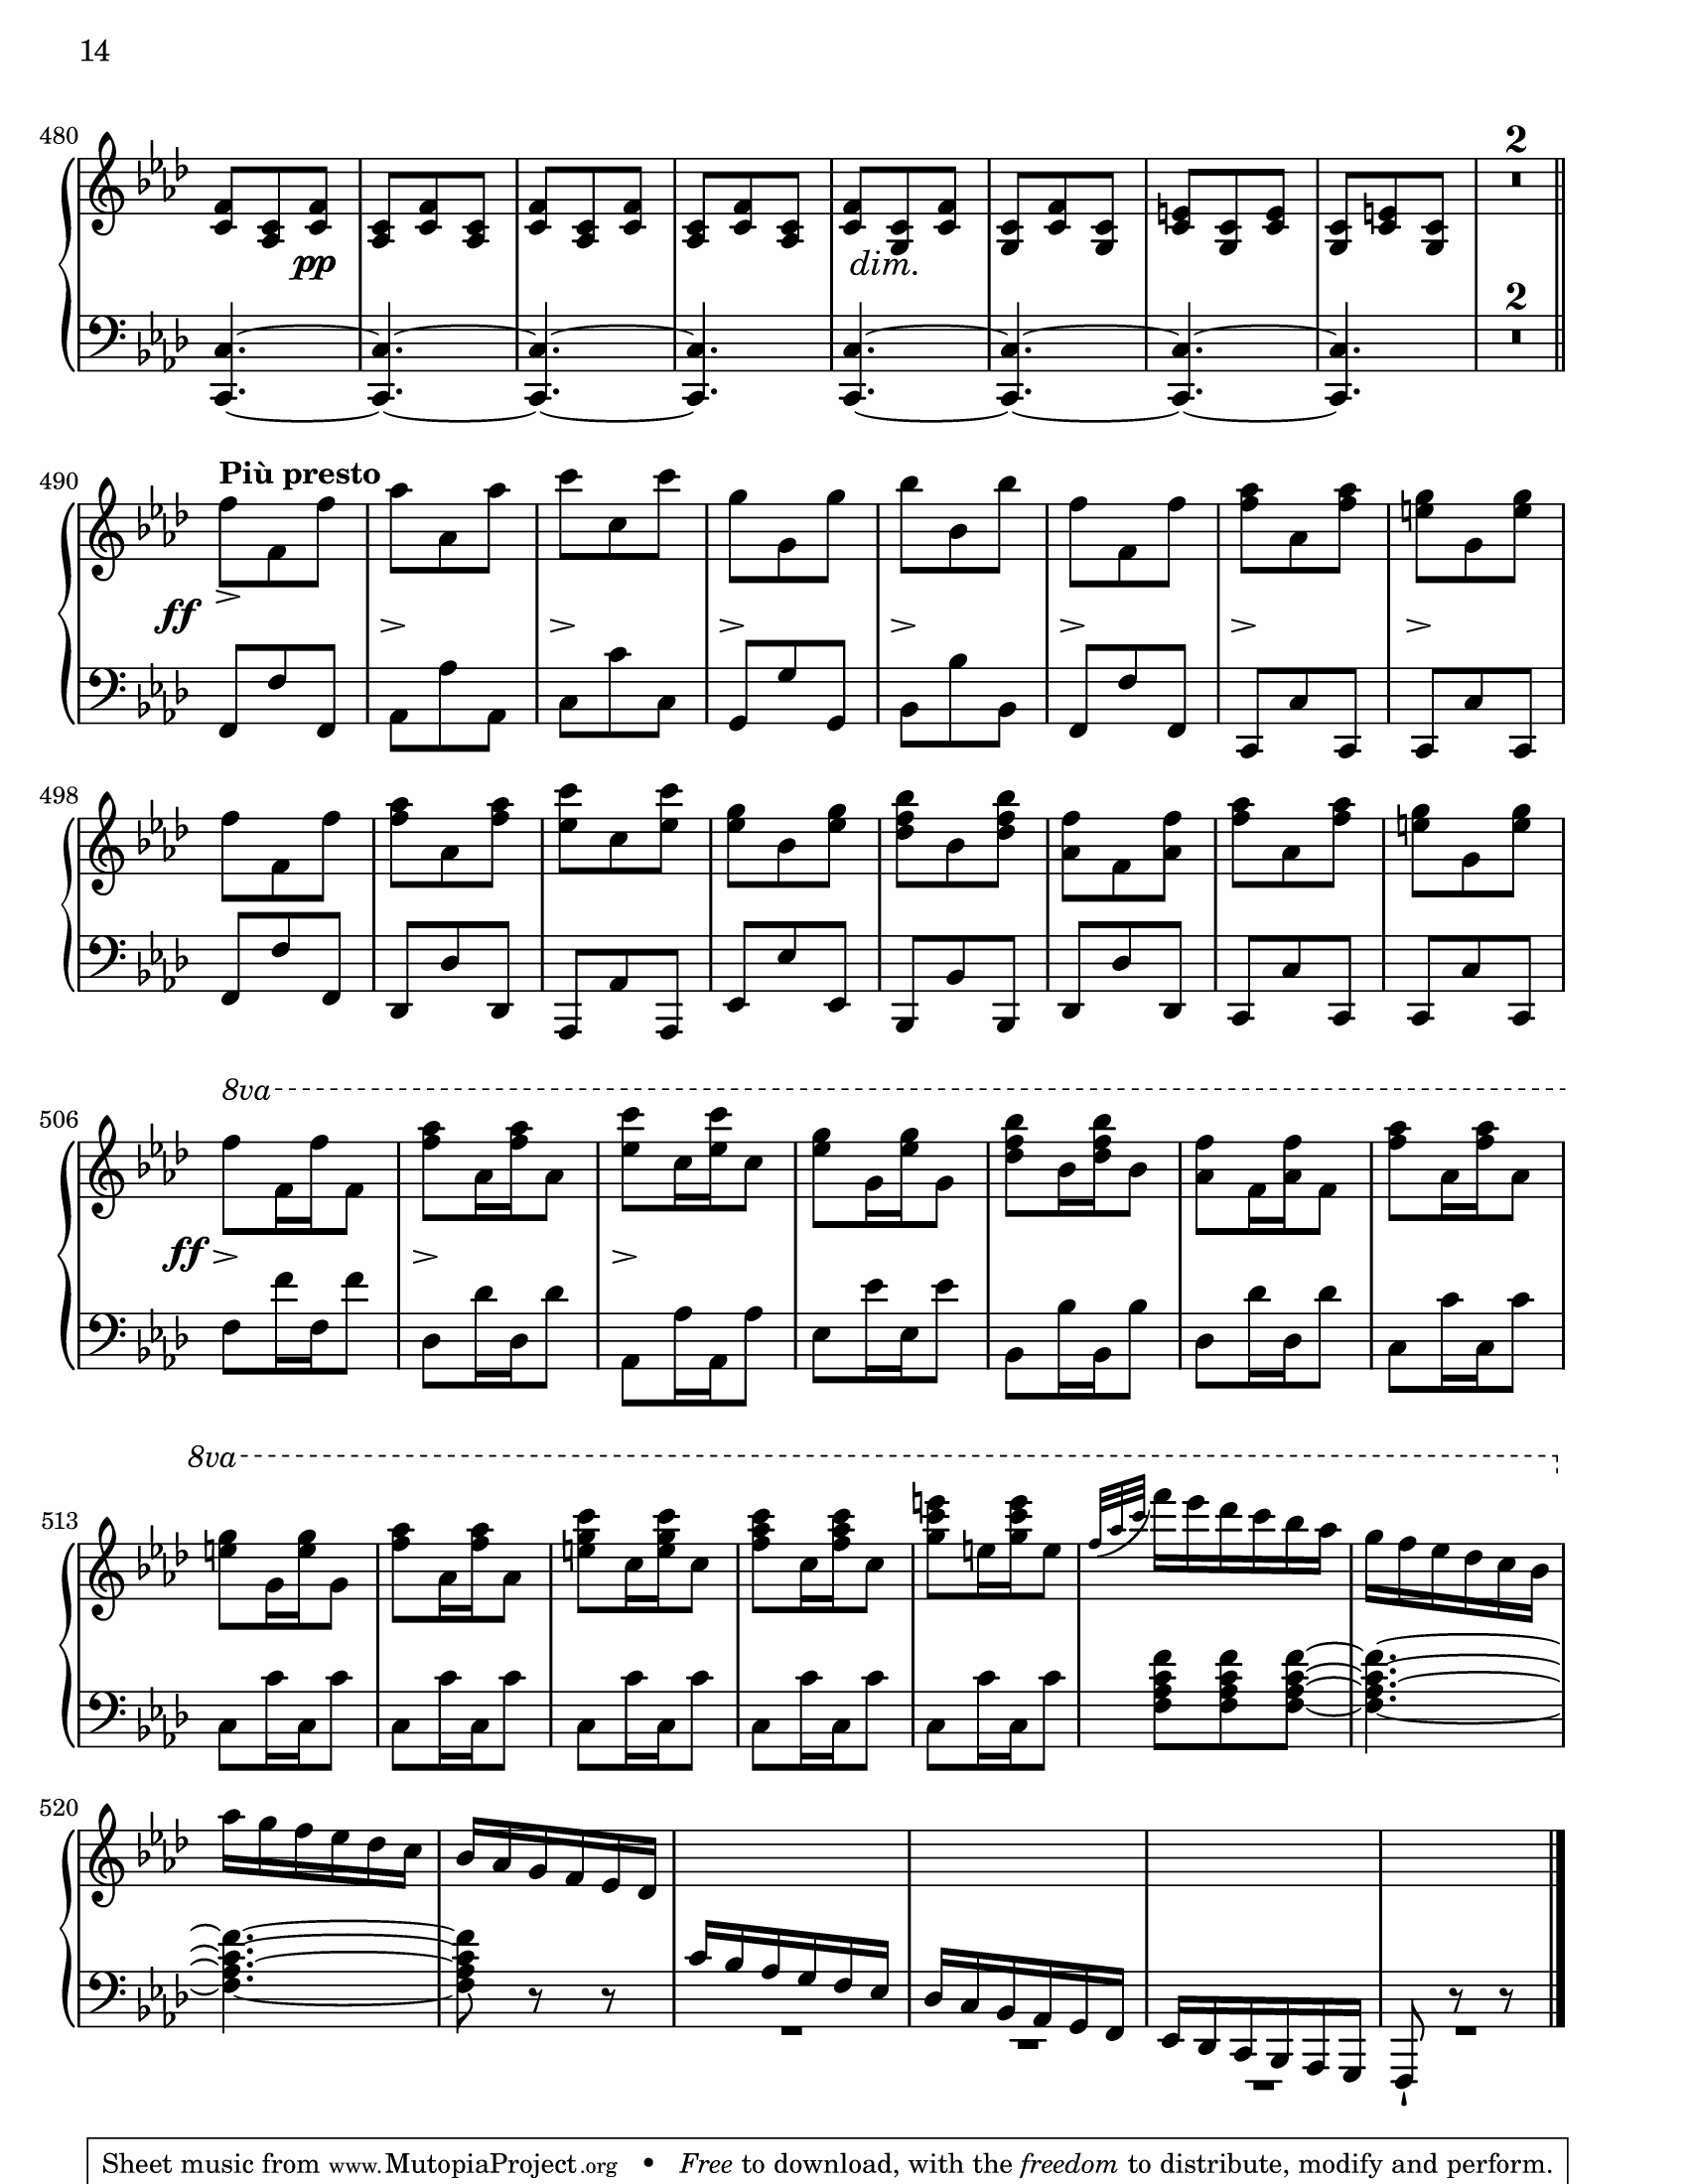 14
480
2
pp
dim.
2
490
Più presto
ff
498
8va
506
ff
8va
513
520
Sheet music from www.MutopiaProject.org • Free to download, with the freedom to distribute, modify and perform.